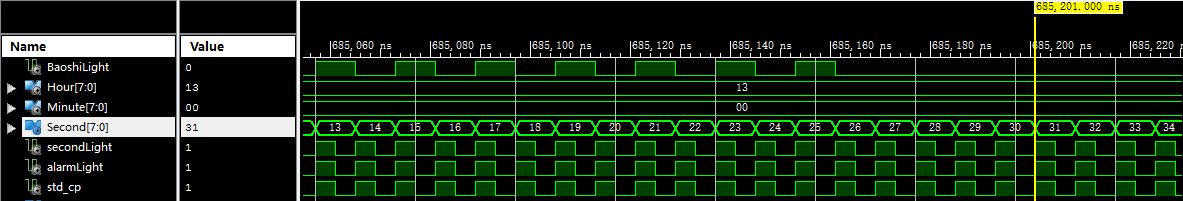 685,201.000 ns
Name Value
685,060 ns 685,080 ns 685,100 ns 685,120 ns 685,140 ns 685,160 ns 685,180 ns 685,200 ns 685,220
BaoshiLight 0
Hour[7:0] 13 13
Minute[7:0] 00 00
Second[7:0] 31 13 14 15 16 17 18 19 20 21 22 23 24 25 26 27 28 29 30 31 32 33 34
secondLight 1
alarmLight 1
std_cp 1